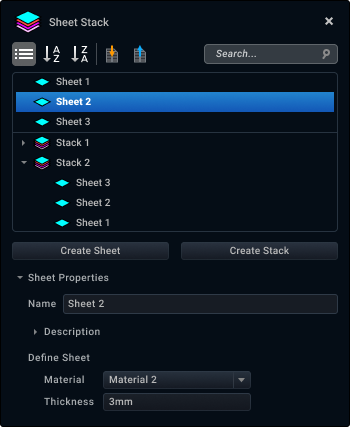 Sheet Stack
A
Z
Z
A
Search...
Sheet 1
Sheet 2
Sheet 3
Stack 1
Stack 2
Sheet 3
Sheet 2
Sheet 1
Create Sheet
Create Stack
Sheet Properties
Name Sheet 2
Description
Define Sheet
Material Material 2
Thickness 3mm